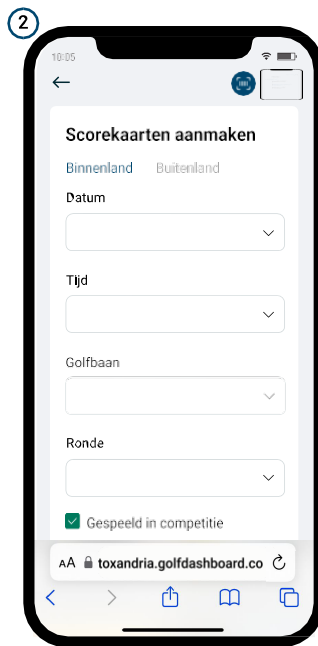 2
10:05
Scorekaarten aanmaken
Binnenland Buitenland
Datum
Tijd
Golfbaan
Ronde
Gespeeld in competitie
AA toxandria.golfdashboard.co